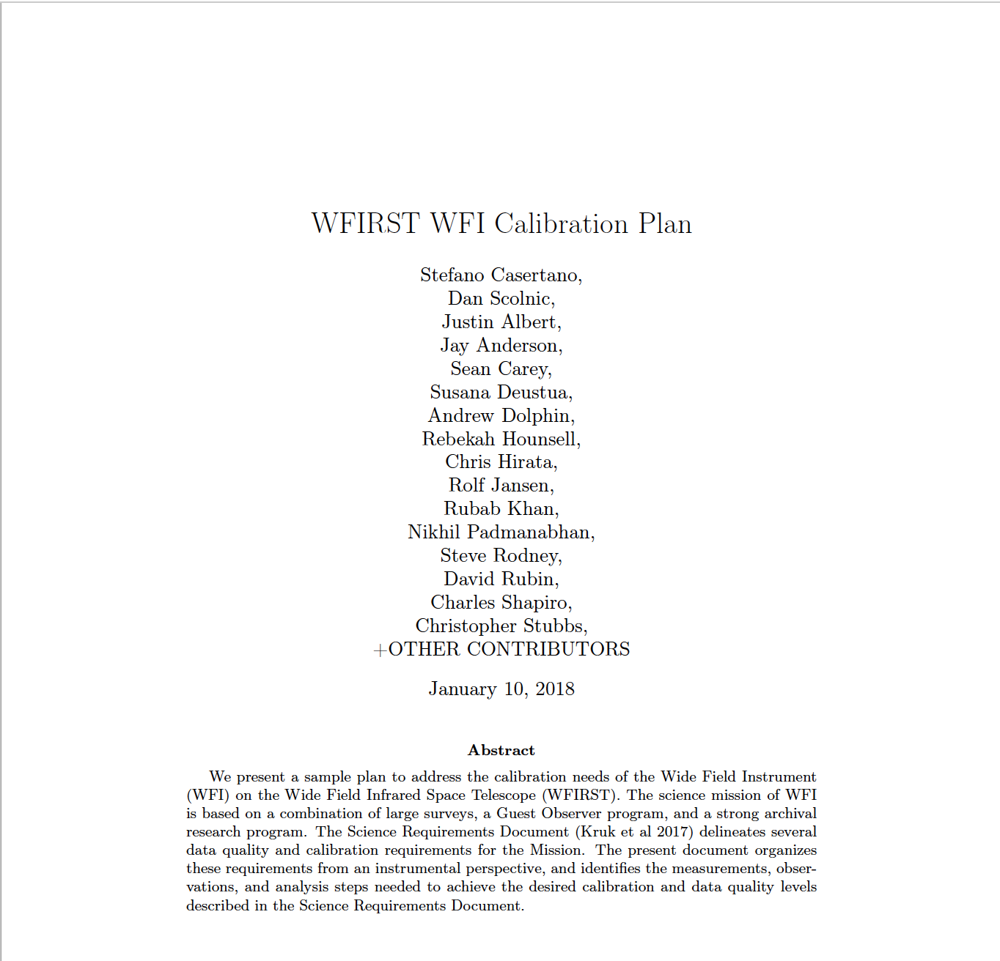 WFIRST WFI Calibration Plan
Stefano Casertano,
Dan Scolnic,
Justin Albert,
Jay Anderson,
Sean Carey,
Susana Deustua,
Andrew Dolphin,
Rebekah Hounsell,
Chris Hirata,
Rolf Jansen,
Rubab Khan,
Nikhil Padmanabhan,
Steve Rodney,
David Rubin,
Charles Shapiro,
Christopher Stubbs,
+OTHER CONTRIBUTORS
January 10, 2018
Abstract
We present a sample plan to address the calibration needs of the Wide Field Instrument
(WFI) on the Wide Field Infrared Space Telescope (WFIRST). The science mission of WFI
is based on a combination of large surveys, a Guest Observer program, and a strong archival
research program. The Science Requirements Document (Kruk et al 2017) delineates several
data quality and calibration requirements for the Mission. The present document organizes
these requirements from an instrumental perspective, and identifies the measurements, obser-
vations, and analysis steps needed to achieve the desired calibration and data quality levels
described in the Science Requirements Document.